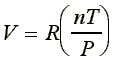 V = R(nT/P)